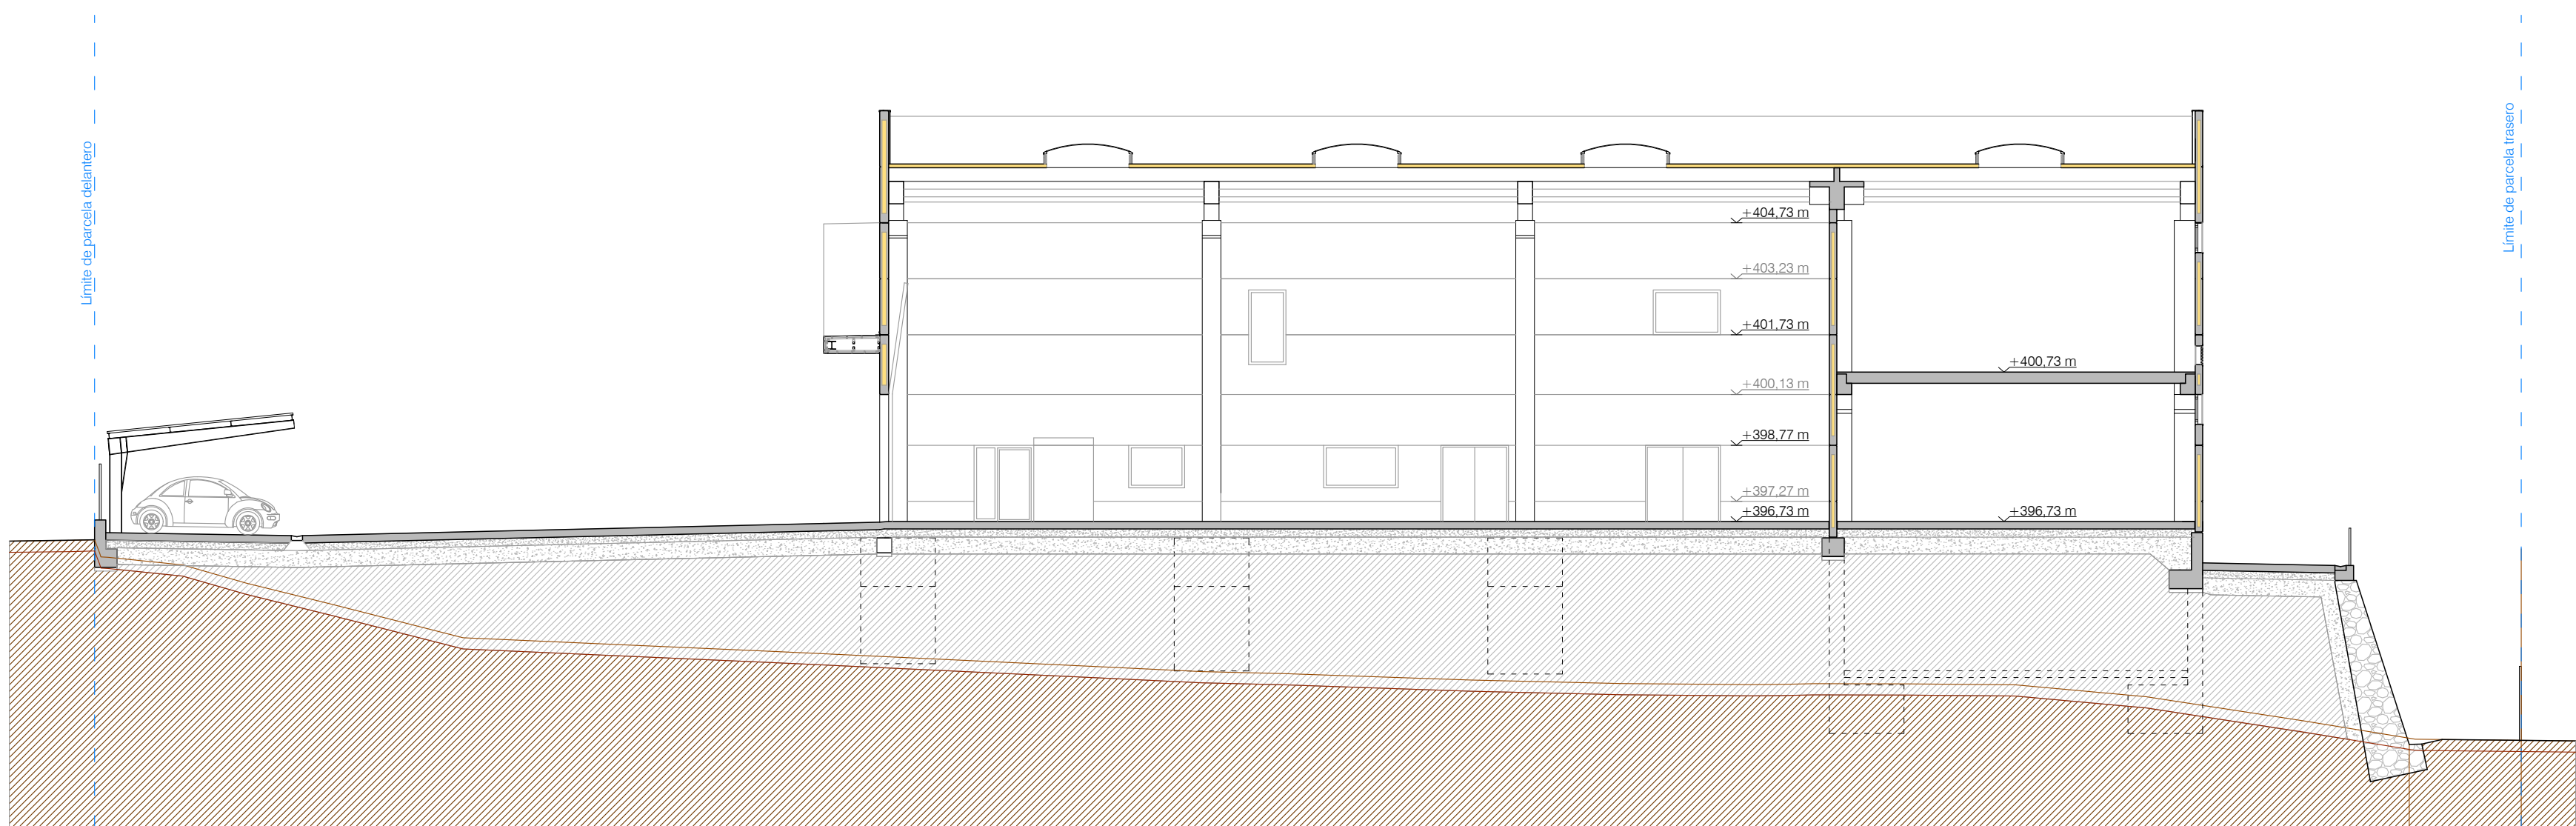 Límite de parcela delantero
Límite de parcela trasero
+404,73 m
+403,23 m
+401,73 m
+400,73 m
+400,13 m
+398,77 m
+397,27 m
+396,73 m
+396,73 m